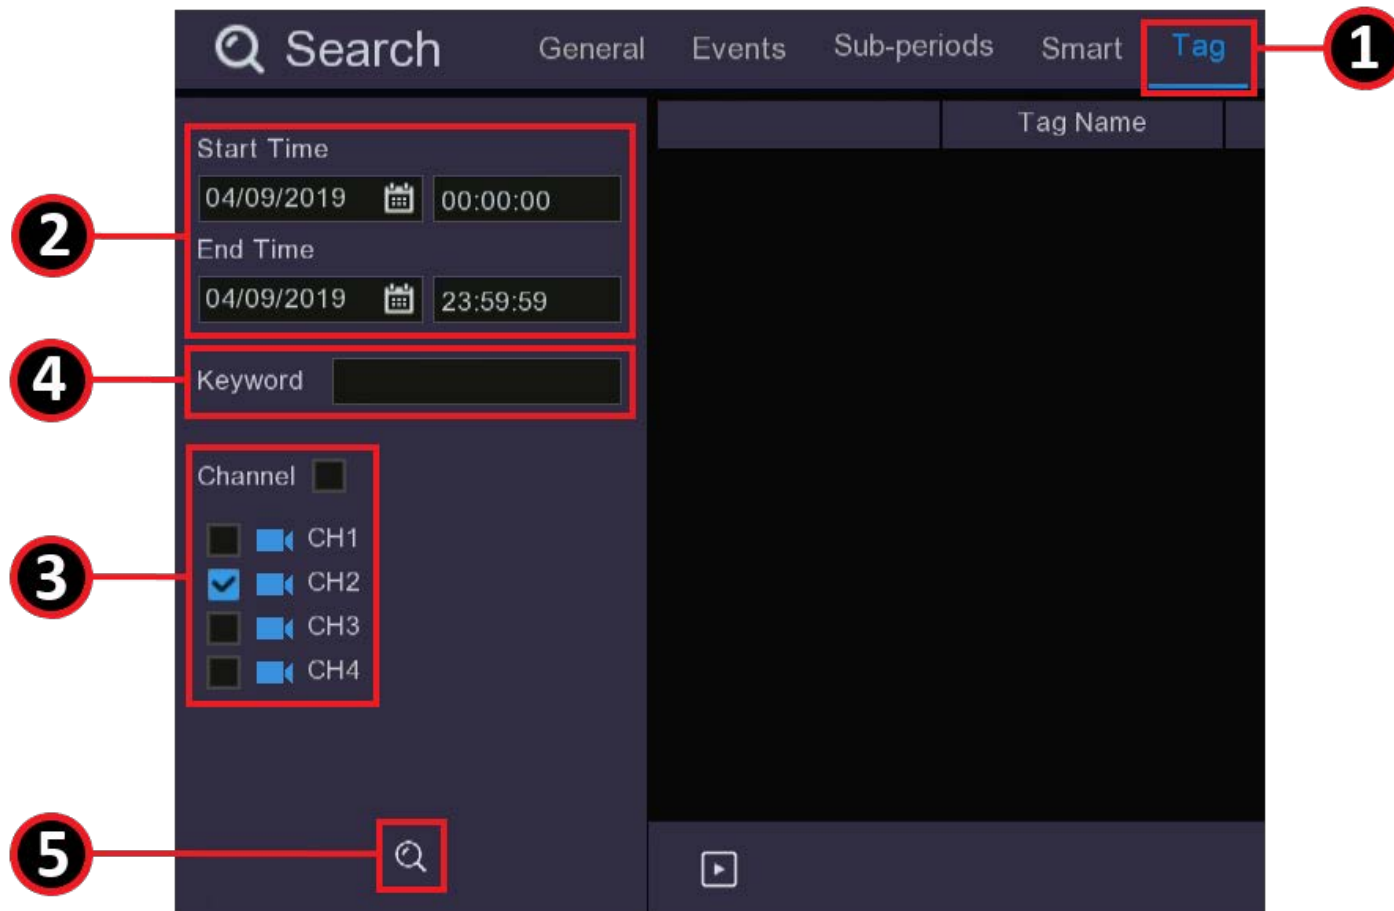 Search General Events Sub-periods Smart Tag
1
Tag Name
Start Time
04/09/2019 00:00:00
2
End Time
04/09/2019 23:59:59
4
Keyword
Channel
CH1
3
CH2
CH3
CH4
5